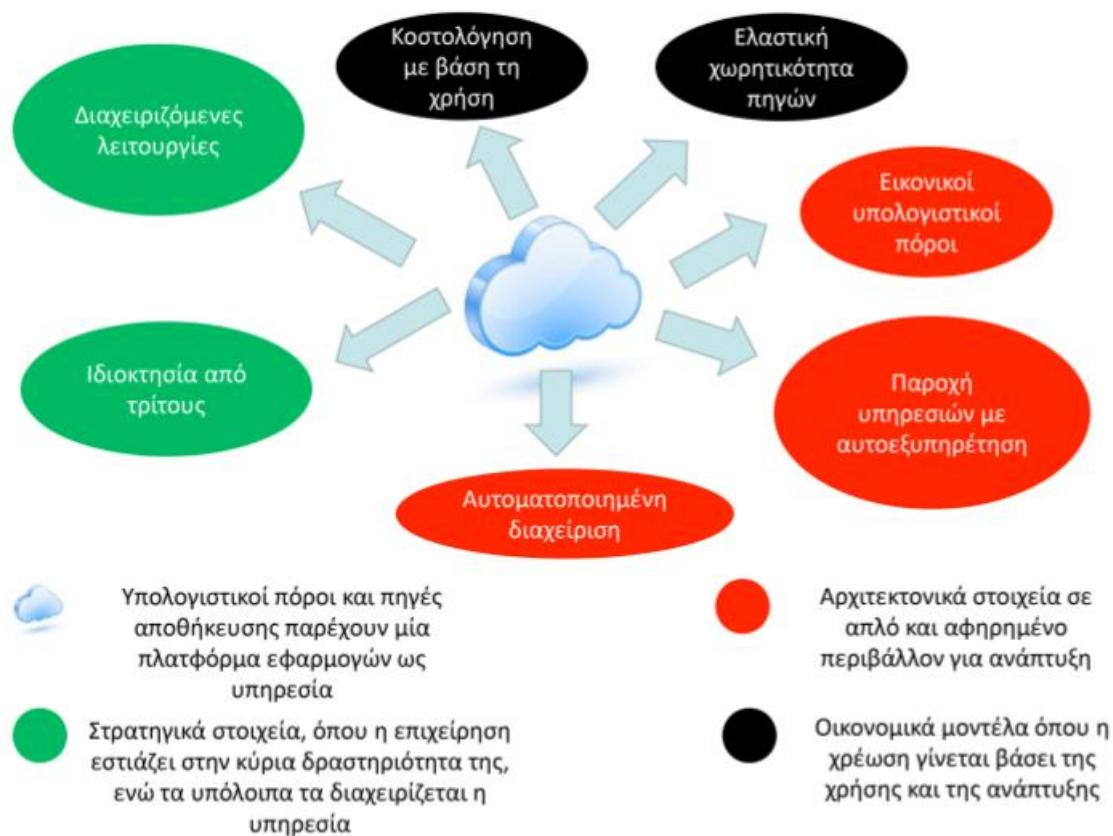 Κοστολόγηση
με βάση τη
χρήση
Ελαστική
χωρητικότητα
πηγών
Διαχειριζόμενες
λειτουργίες
Εικονικοί
υπολογιστικοί
πόροι
Ιδιοκτησία από
τρίτους
Παροχή
υπηρεσιών με
αυτοεξυπηρέτηση
Αυτοματοποιημένη
διαχείριση
Υπολογιστικοί πόροι και πηγές
αποθήκευσης παρέχουν μία
πλατφόρμα εφαρμογών ως
υπηρεσία
Αρχιτεκτονικά στοιχεία σε
απλό και αφηρημένο
περιβάλλον για ανάπτυξη
Στρατηγικά στοιχεία, όπου η επιχείρηση
εστιάζει στην κύρια δραστηριότητα της,
ενώ τα υπόλοιπα τα διαχειρίζεται η
υπηρεσία
Οικονομικά μοντέλα όπου η
χρέωση γίνεται βάσει της
χρήσης και της ανάπτυξης